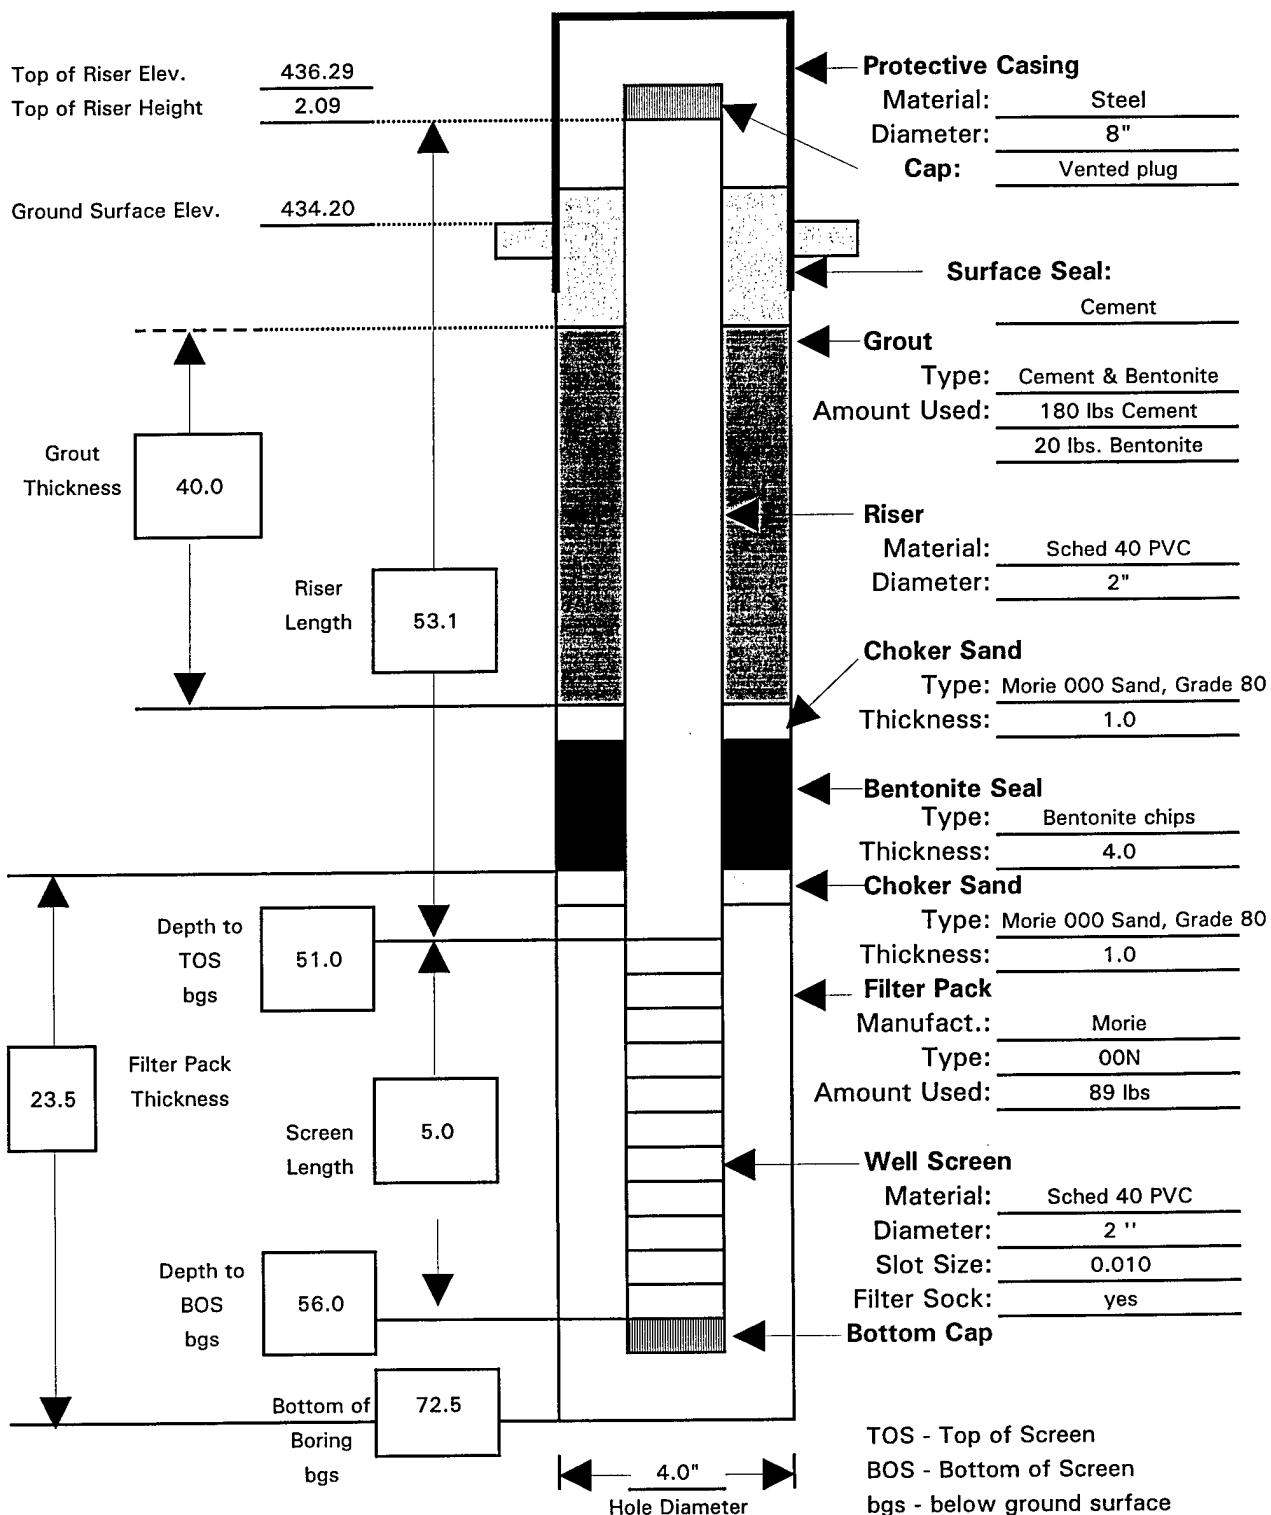 Top of Riser Elev. 436.29
Top of Riser Height 2.09
Ground Surface Elev. 434.20
Grout
Thickness
40.0
Riser
Length
53.1
Depth to
TOS
bgs
51.0
23.5
Filter Pack
Thickness
Screen
Length
5.0
Depth to
BOS
bgs
56.0
Bottom of
Boring
bgs
72.5
4.0"
Hole Diameter
Protective Casing
Material: Steel
Diameter: 8"
Cap: Vented plug
Surface Seal:
Cement
Grout
Type: Cement & Bentonite
Amount Used: 180 lbs Cement
20 lbs. Bentonite
Riser
Material: Sched 40 PVC
Diameter: 2"
Choker Sand
Type: Morie 000 Sand, Grade 80
Thickness: 1.0
Bentonite Seal
Type: Bentonite chips
Thickness: 4.0
Choker Sand
Type: Morie 000 Sand, Grade 80
Thickness: 1.0
Filter Pack
Manufact.: Morie
Type: 00N
Amount Used: 89 lbs
Well Screen
Material: Sched 40 PVC
Diameter: 2 ''
Slot Size: 0.010
Filter Sock: yes
Bottom Cap
TOS - Top of Screen
BOS - Bottom of Screen
bgs - below ground surface